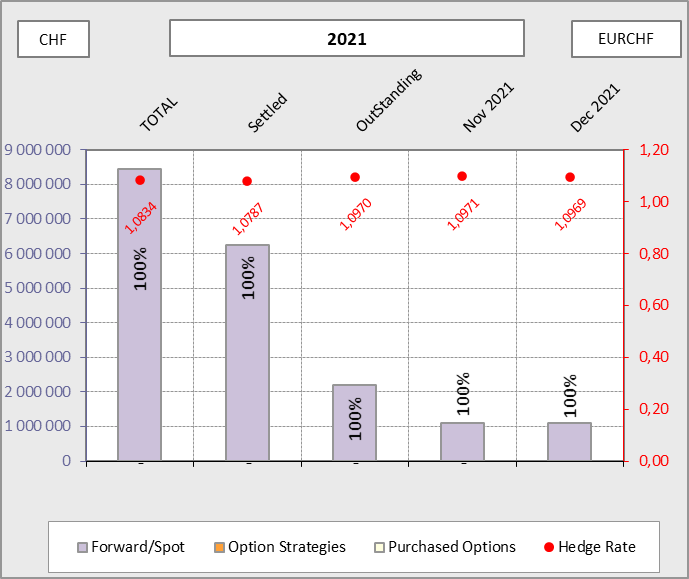 CHF
2021
EURCHF
TOTAL
Settled
OutStanding
Nov 2021
Dec 2021
9 000 000
8 000 000
7 000 000
6 000 000
5 000 000
4 000 000
3 000 000
2 000 000
1 000 000
0
1,0834
1,0787
1,0970
1,0971
1,0969
100%
100%
100%
100%
100%
1,20
1,00
0,80
0,60
0,40
0,20
0,00
-
-
-
-
-
Forward/Spot
Option Strategies
Purchased Options
Hedge Rate